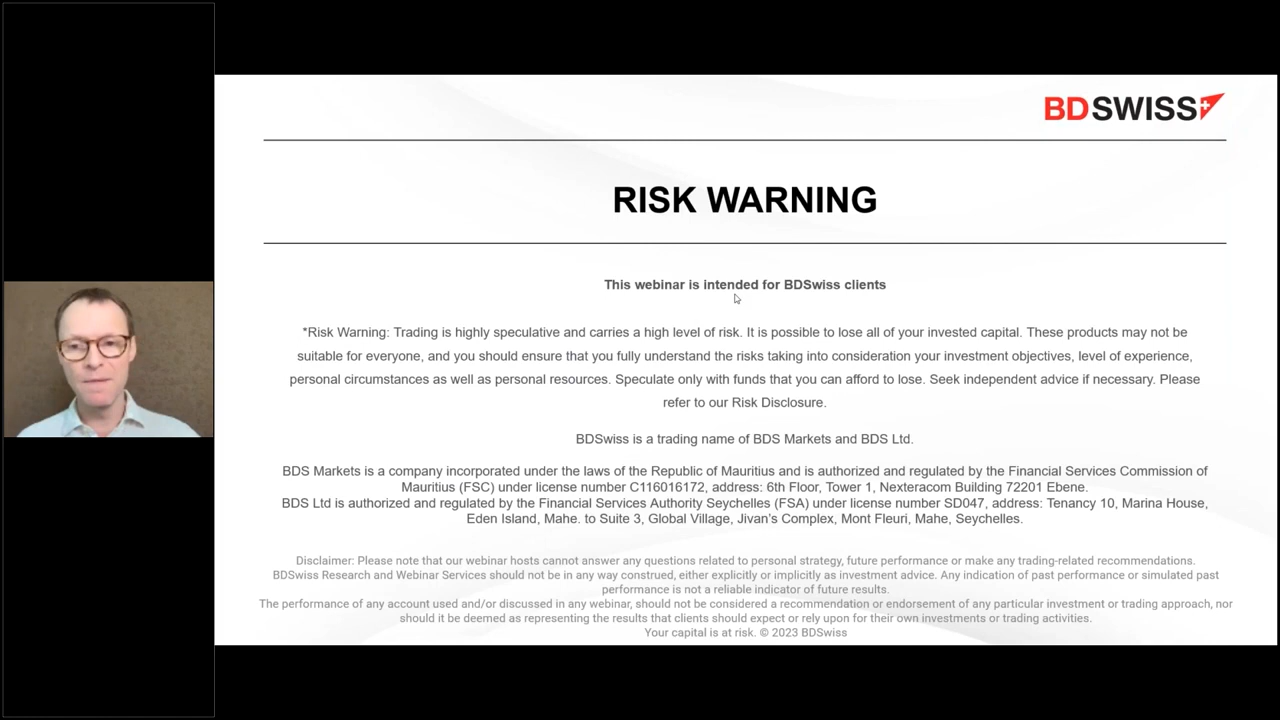 BDSWISS
RISK WARNING
This webinar is intended for BDSwiss clients
*Risk Warning: Trading is highly speculative and carries a high level of risk. It is possible to lose all of your invested capital. These products may not be
suitable for everyone, and you should ensure that you fully understand the risks taking into consideration your investment objectives, level of experience,
personal circumstances as well as personal resources. Speculate only with funds that you can afford to lose. Seek independent advice if necessary. Please
refer to our Risk Disclosure.
BDSwiss is a trading name of BDS Markets and BDS Ltd.
BDS Markets is a company incorporated under the laws of the Republic of Mauritius and is authorized and regulated by the Financial Services Commission of
Mauritius (FSC) under license number C116016172, address: 6th Floor, Tower 1, Nexteracom Building 72201 Ebene.
BDS Ltd is authorized and regulated by the Financial Services Authority Seychelles (FSA) under license number SD047, address: Tenancy 10, Marina House,
Eden Island, Mahe. to Suite 3, Global Village, Jivan's Complex, Mont Fleuri, Mahe, Seychelles.
Disclaimer: Please note that our webinar hosts cannot answer any questions related to personal strategy, future performance or make any trading-related recommendations.
BDSwiss Research and Webinar Services should not be in any way construed, either explicitly or implicitly as investment advice. Any indication of past performance or simulated past
performance is not a reliable indicator of future results.
The performance of any account used and/or discussed in any webinar, should not be considered a recommendation or endorsement of any particular investment or trading approach, nor
should it be deemed as representing the results that clients should expect or rely upon for their own investments or trading activities.
Your capital is at risk. © 2023 BDSwiss